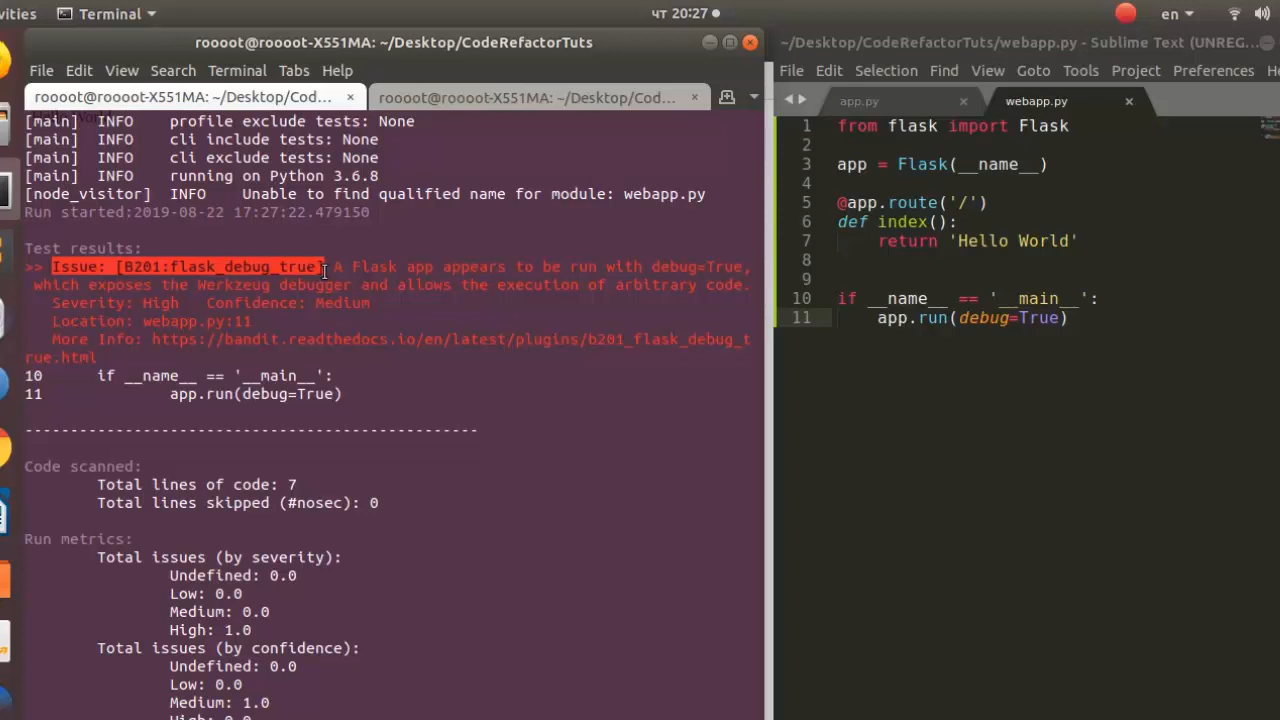 ivities
Terminal
чт 20:27
en
roooot@roooot-X551MA: ~/Desktop/CodeRefactorTuts
File Edit View Search Terminal Tabs Help
roooot@roooot-X551MA: ~/Desktop/Cod... × roooot@roooot-X551MA: ~/Desktop/Cod... ×
[main] INFO profile exclude tests: None
[main] INFO cli include tests: None
[main] INFO cli exclude tests: None
[main] INFO running on Python 3.6.8
[node_visitor] INFO Unable to find qualified name for module: webapp.py
Run started:2019-08-22 17:27:22.479150
Test results:
>> Issue: [B201:flask_debug_true] A Flask app appears to be run with debug=True,
which exposes the Werkzeug debugger and allows the execution of arbitrary code.
Severity: High Confidence: Medium
Location: webapp.py:11
More Info: https://bandit.readthedocs.io/en/latest/plugins/b201_flask_debug_t
rue.html
10 if __name__ == '__main__':
11 app.run(debug=True)
--------------------------------------------------
Code scanned:
Total lines of code: 7
Total lines skipped (#nosec): 0
Run metrics:
Total issues (by severity):
Undefined: 0.0
Low: 0.0
Medium: 0.0
High: 1.0
Total issues (by confidence):
Undefined: 0.0
Low: 0.0
Medium: 1.0
~/Desktop/CodeRefactorTuts/webapp.py - Sublime Text (UNREG...
File Edit Selection Find View Goto Tools Project Preferences He
app.py × webapp.py ×
1 from flask import Flask
2
3 app = Flask(__name__)
4
5 @app.route('/')
6 def index():
7 return 'Hello World'
8
9
10 if __name__ == '__main__':
11 app.run(debug=True)